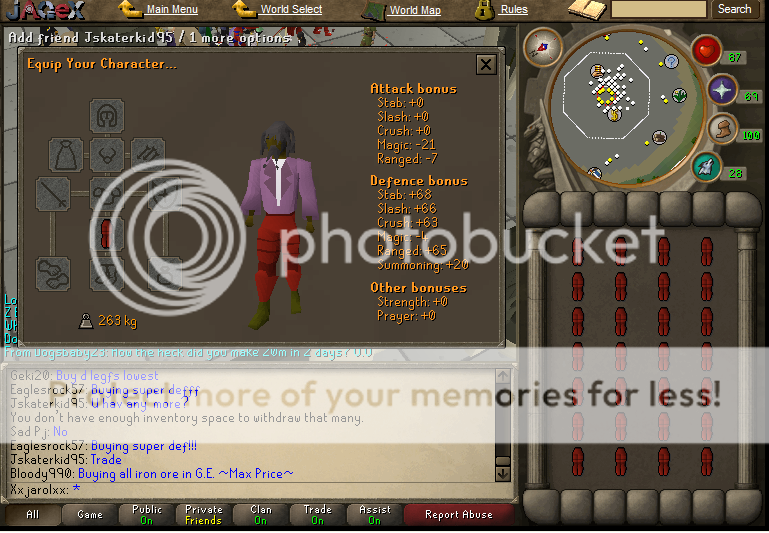 JAGeX
Main Menu
World Select
World Map
Rules
Search
Add friend Jskaterkid95 / 1 more options
Equip Your Character...
Attack bonus
Stab: +0
Slash: +0
Crush: +0
Magic: -21
Ranged: -7
Defence bonus
Stab: +68
Slash: +66
Crush: +63
Magic: -4
Ranged: +65
Summoning: +20
Other bonuses
Strength: +0
Prayer: +0
263 kg
87
69
100
28
photobucket
From Dogsbaby23: How the heck did you make 20m in 2 days? O.O
Geki20: Buy d legfs lowest
Eaglesrock57: Buying super defff
Jskaterkid95: U hav any more?
You don't have enough inventory space to withdraw that many.
Sad Pj: No
Eaglesrock57: Buying super def!!!
Jskaterkid95: Trade
Bloody990: Buying all iron ore in G.E. ~Max Price~
Xxjarolxx: *
Protect more of your memories for less!
All
Game
Public
On
Private
Friends
Clan
On
Trade
On
Assist
On
Report Abuse